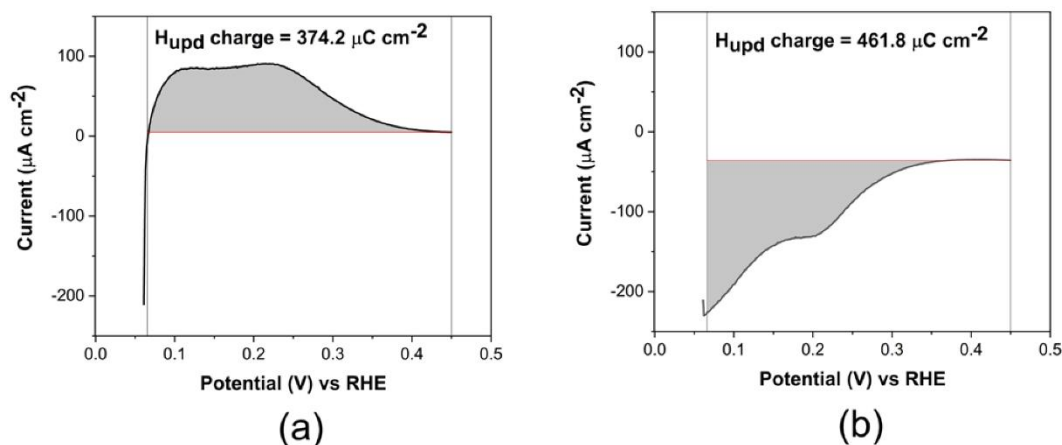 H_upd charge = 374.2 μC cm⁻²
100
0
-100
-200
Current (μA cm⁻²)
0.0 0.1 0.2 0.3 0.4 0.5
Potential (V) vs RHE
(a)
H_upd charge = 461.8 μC cm⁻²
100
0
-100
-200
Current (μA cm⁻²)
0.0 0.1 0.2 0.3 0.4 0.5
Potential (V) vs RHE
(b)